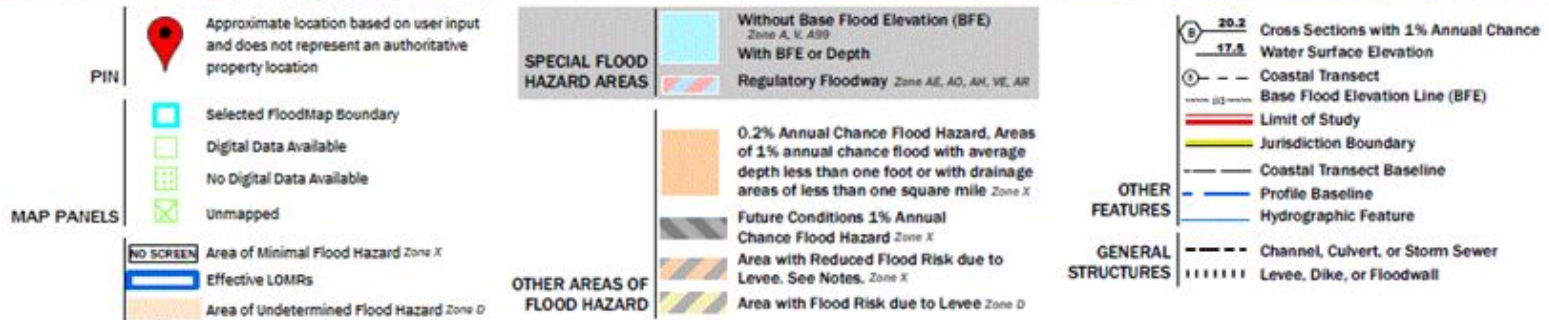 PIN
Approximate location based on user input
and does not represent an authoritative
property location
MAP PANELS
Selected FloodMap Boundary
Digital Data Available
No Digital Data Available
Unmapped
NO SCREEN Area of Minimal Flood Hazard Zone X
Effective LOMRs
Area of Undetermined Flood Hazard Zone D
SPECIAL FLOOD
HAZARD AREAS
Without Base Flood Elevation (BFE)
Zone A, V, A99
With BFE or Depth
Regulatory Floodway Zone AE, AO, AH, VE, AR
OTHER AREAS OF
FLOOD HAZARD
0.2% Annual Chance Flood Hazard, Areas
of 1% annual chance flood with average
depth less than one foot or with drainage
areas of less than one square mile Zone X
Future Conditions 1% Annual
Chance Flood Hazard Zone X
Area with Reduced Flood Risk due to
Levee. See Notes. Zone X
Area with Flood Risk due to Levee Zone D
OTHER
FEATURES
20.2 Cross Sections with 1% Annual Chance
17.5 Water Surface Elevation
Coastal Transect
Base Flood Elevation Line (BFE)
Limit of Study
Jurisdiction Boundary
Coastal Transect Baseline
Profile Baseline
Hydrographic Feature
GENERAL
STRUCTURES
Channel, Culvert, or Storm Sewer
Levee, Dike, or Floodwall